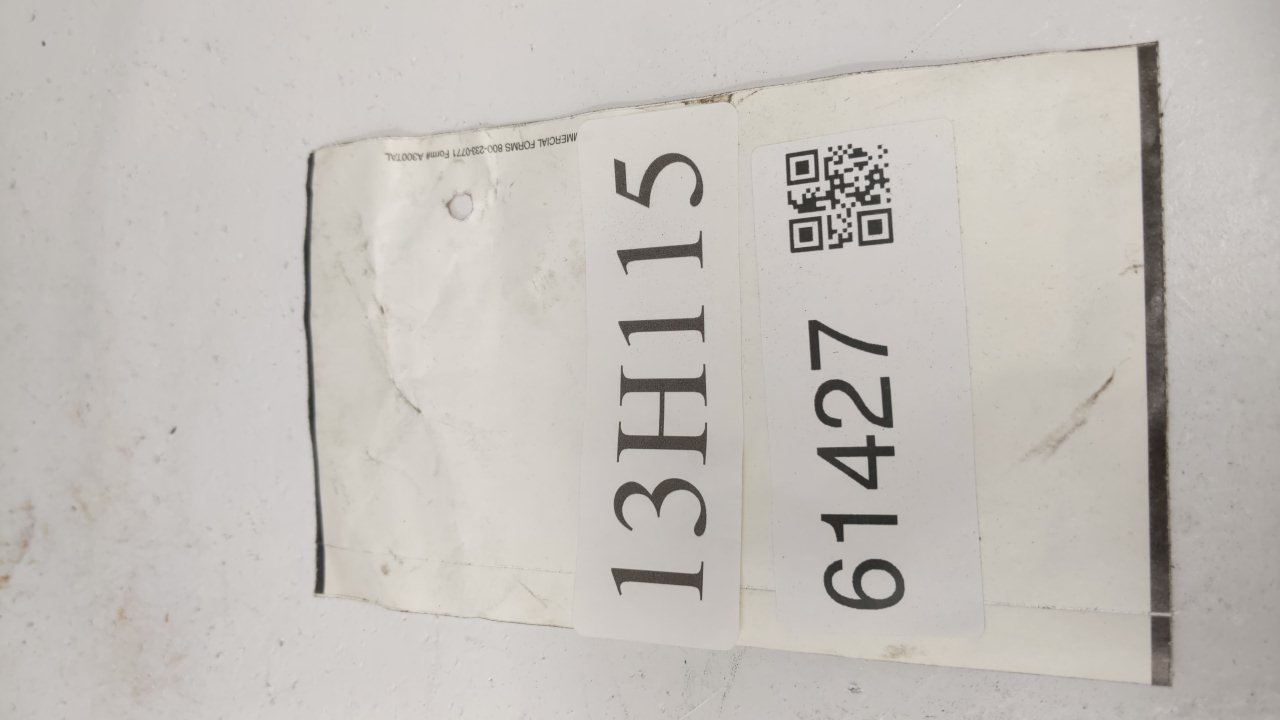 MERCIAL FORMS 800-233-0771 Form# A300TAL
13H115
61427